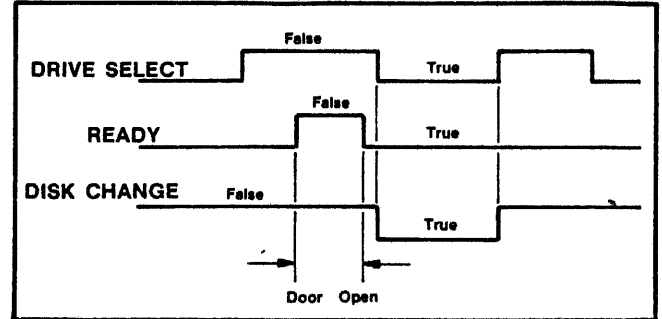 False
DRIVE SELECT
True
False
READY
True
DISK CHANGE
False
True
Door Open